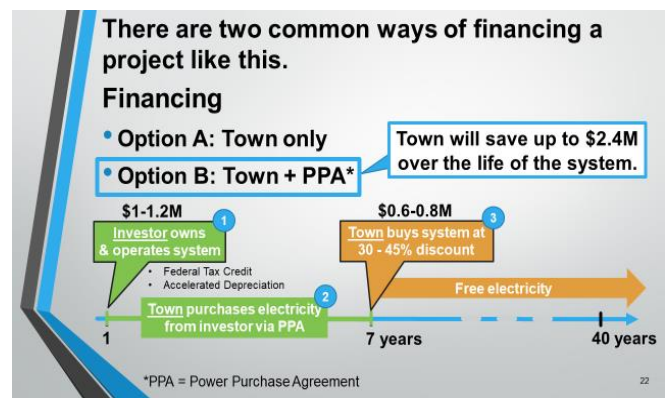 There are two common ways of financing a
project like this.
Financing
• Option A: Town only
• Option B: Town + PPA*
Town will save up to $2.4M
over the life of the system.
$1-1.2M
1
Investor owns
& operates system
• Federal Tax Credit
• Accelerated Depreciation
2
Town purchases electricity
from investor via PPA
$0.6-0.8M
3
Town buys system at
30 - 45% discount
Free electricity
1
7 years
40 years
*PPA = Power Purchase Agreement
22